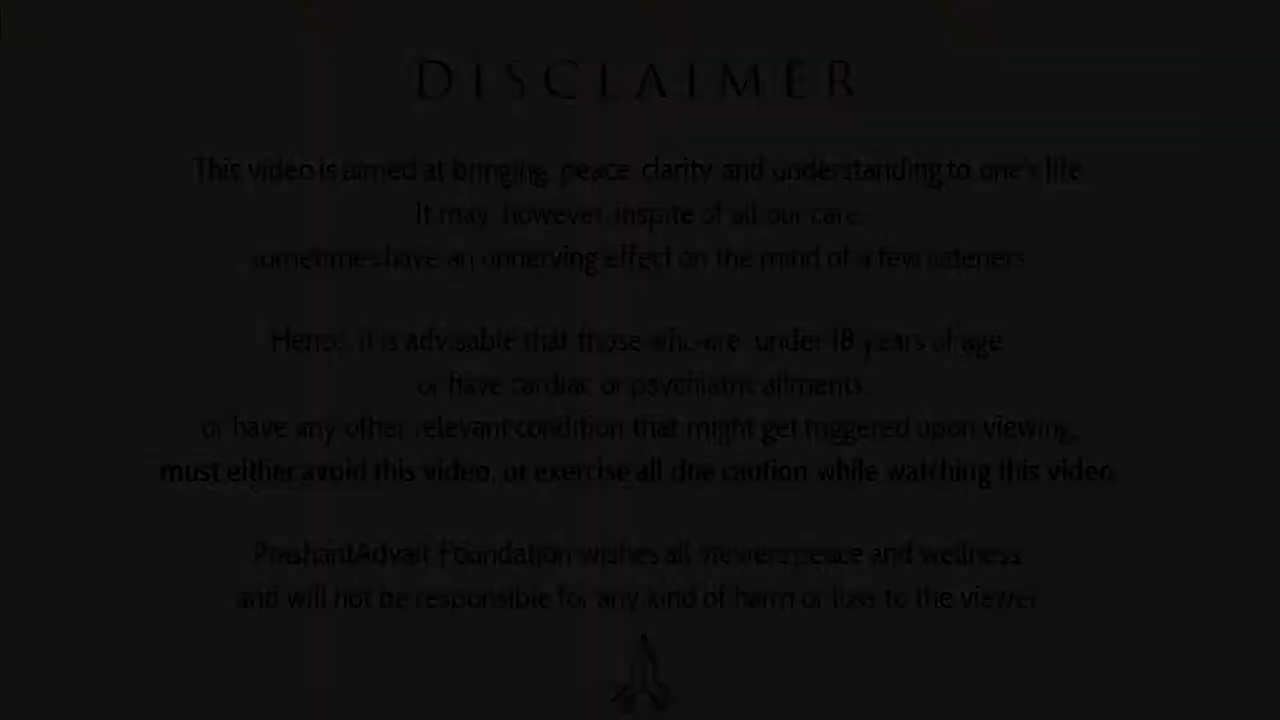 DISCLAIMER
This video is aimed at bringing, peace, clarity and understanding to one's life.
It may, however, inspite of all our care,
sometimes have an unnerving effect on the mind of a few listeners.
Hence, it is advisable that those who are, under 18 years of age
or have cardiac or psychiatric ailments
or have any other relevant condition that might get triggered upon viewing,
must either avoid this video, or exercise all due caution while watching this video.
PrashantAdvait Foundation wishes all viewers peace and wellness
and will not be responsible for any kind of harm or loss to the viewer.